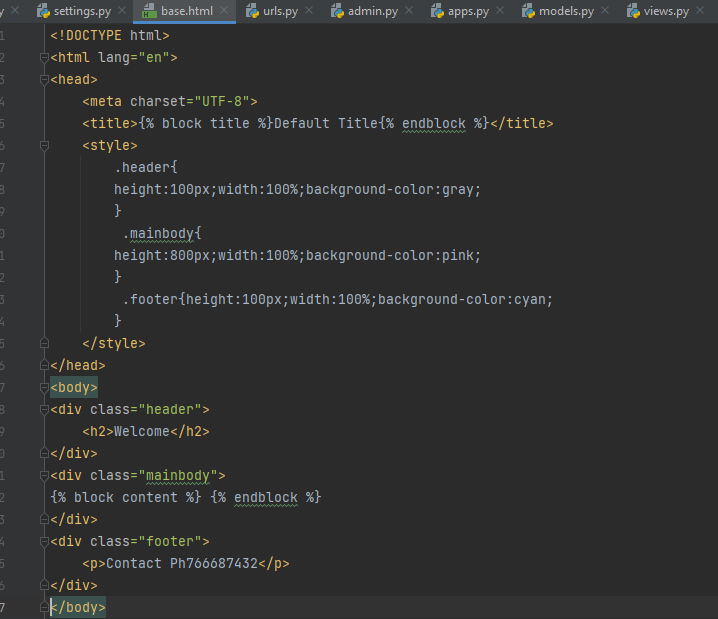 settings.py base.html urls.py admin.py apps.py models.py views.py
<!DOCTYPE html>
<html lang="en">
<head>
    <meta charset="UTF-8">
    <title>{% block title %}Default Title{% endblock %}</title>
    <style>
        .header{
        height:100px;width:100%;background-color:gray;
        }
         .mainbody{
        height:800px;width:100%;background-color:pink;
        }
         .footer{height:100px;width:100%;background-color:cyan;
        }
    </style>
</head>
<body>
<div class="header">
    <h2>Welcome</h2>
</div>
<div class="mainbody">
{% block content %} {% endblock %}
</div>
<div class="footer">
    <p>Contact Ph766687432</p>
</div>
</body>